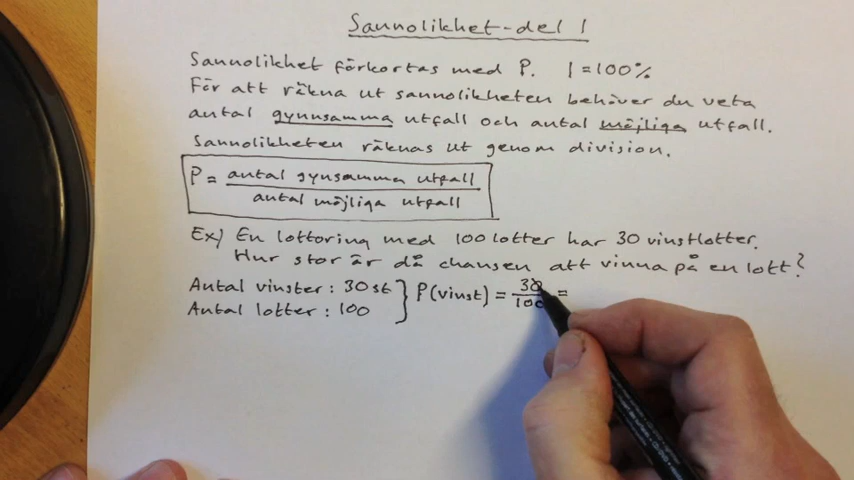 Sannolikhet-del 1
Sannolikhet förkortas med P. 1=100%
För att räkna ut sannolikheten behöver du veta
antal gynnsamma utfall och antal möjliga utfall.
Sannolikheten räknas ut genom division.
P = antal gynsamma utfall
antal möjliga utfall
Ex) En lottoring med 100 lotter har 30 vinstlotter.
Hur stor är då chansen att vinna på en lott?
Antal vinster : 30 st
Antal lotter : 100
} P(vinst) = 30/100 =